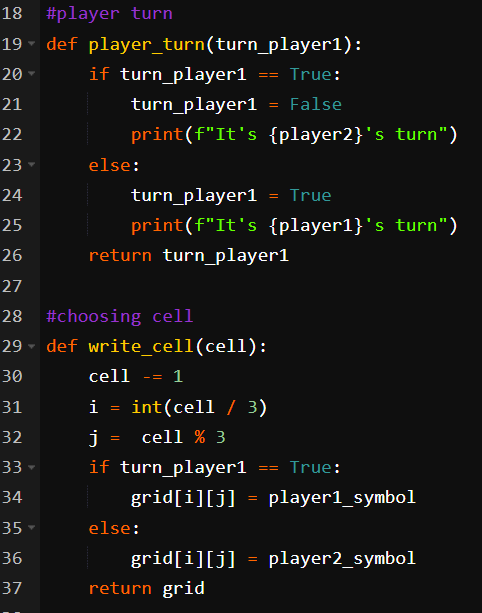 18 #player turn
19 def player_turn(turn_player1):
20     if turn_player1 == True:
21         turn_player1 = False
22         print(f"It's {player2}'s turn")
23     else:
24         turn_player1 = True
25         print(f"It's {player1}'s turn")
26     return turn_player1
27
28 #choosing cell
29 def write_cell(cell):
30     cell -= 1
31     i = int(cell / 3)
32     j =  cell % 3
33     if turn_player1 == True:
34         grid[i][j] = player1_symbol
35     else:
36         grid[i][j] = player2_symbol
37     return grid